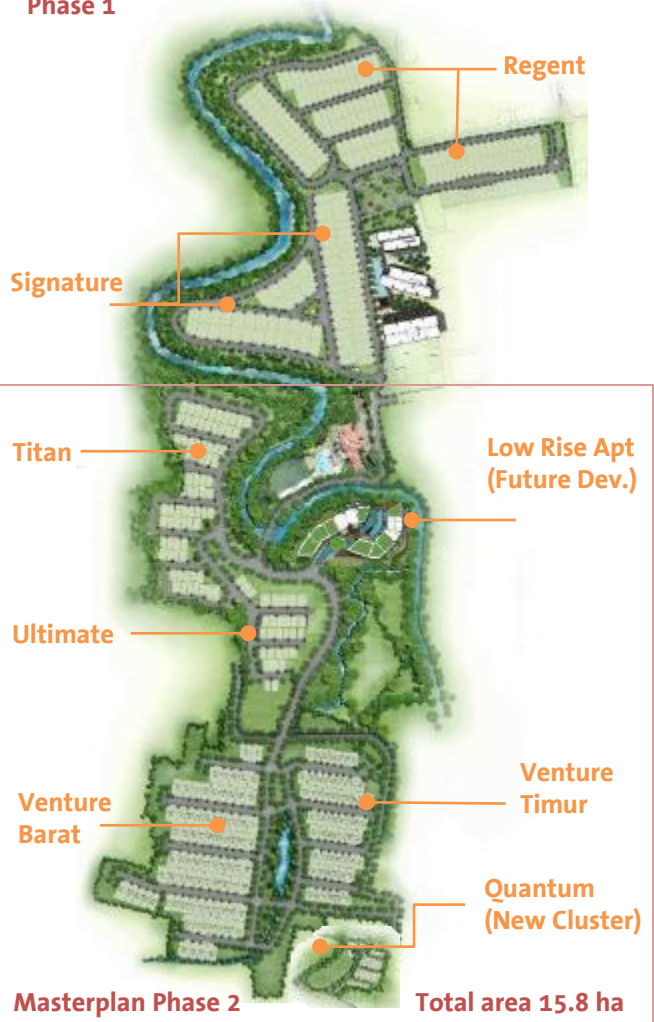 Phase 1
Regent
Signature
Titan
Low Rise Apt
(Future Dev.)
Ultimate
Venture
Timur
Venture
Barat
Quantum
(New Cluster)
Masterplan Phase 2
Total area 15.8 ha